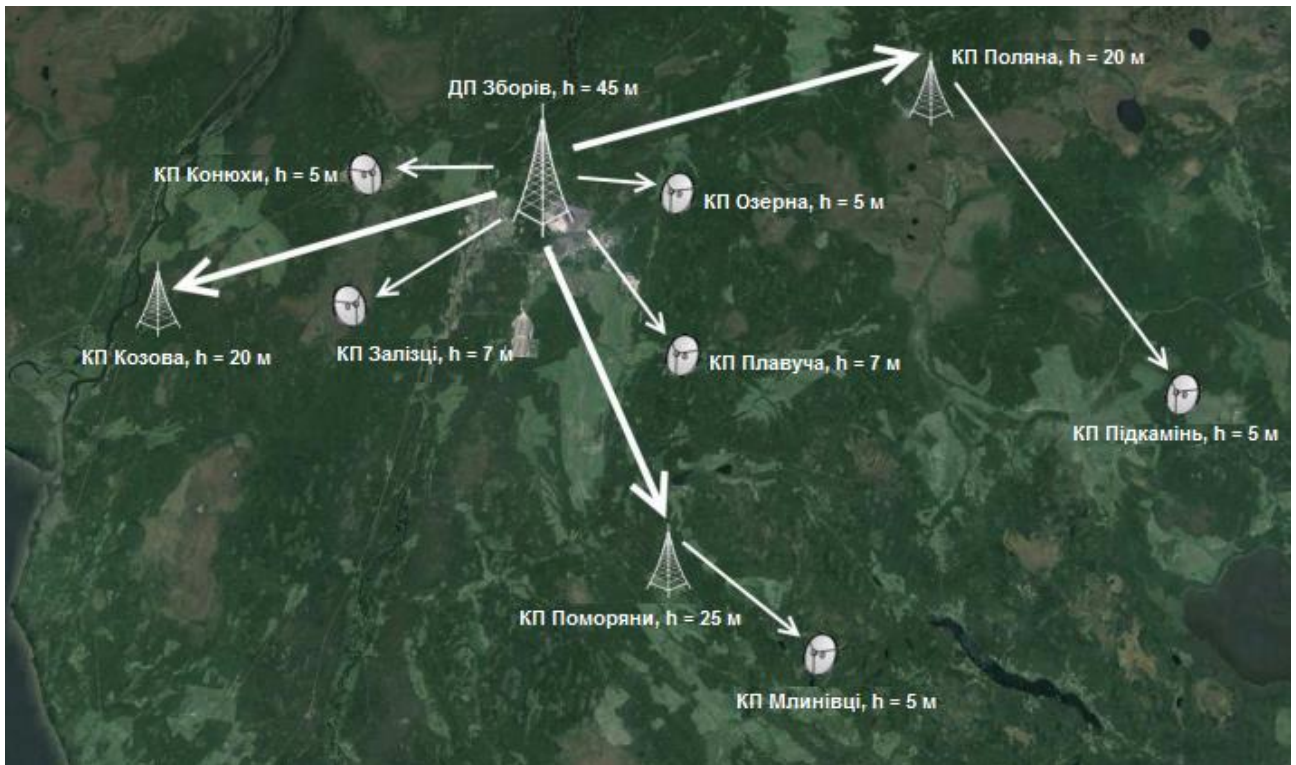 КП Поляна, h = 20 м
ДП Зборів, h = 45 м
КП Конюхи, h = 5 м
КП Озерна, h = 5 м
КП Козова, h = 20 м
КП Залізці, h = 7 м
КП Плавуча, h = 7 м
КП Підкамінь, h = 5 м
КП Поморяни, h = 25 м
КП Млинівці, h = 5 м